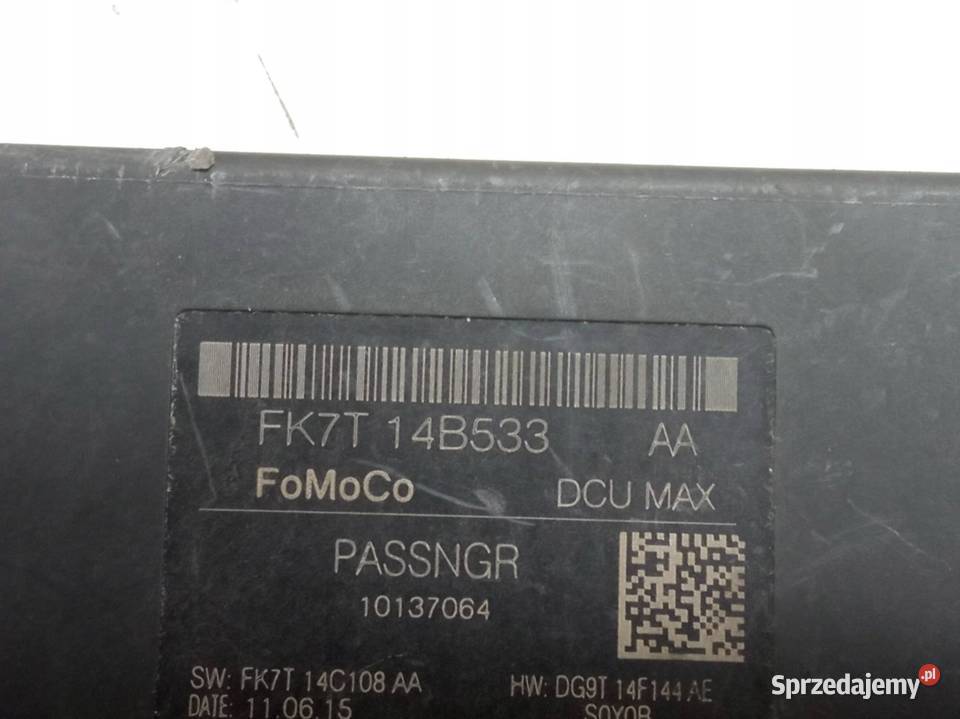 FK7T 14B533 AA
FoMoCo DCU MAX
PASSNGR
10137064
SW: FK7T 14C108 AA HW: DG9T 14F144 AE
DATE: 11.06.15 S0Y0B
Sprzedajemy.pl